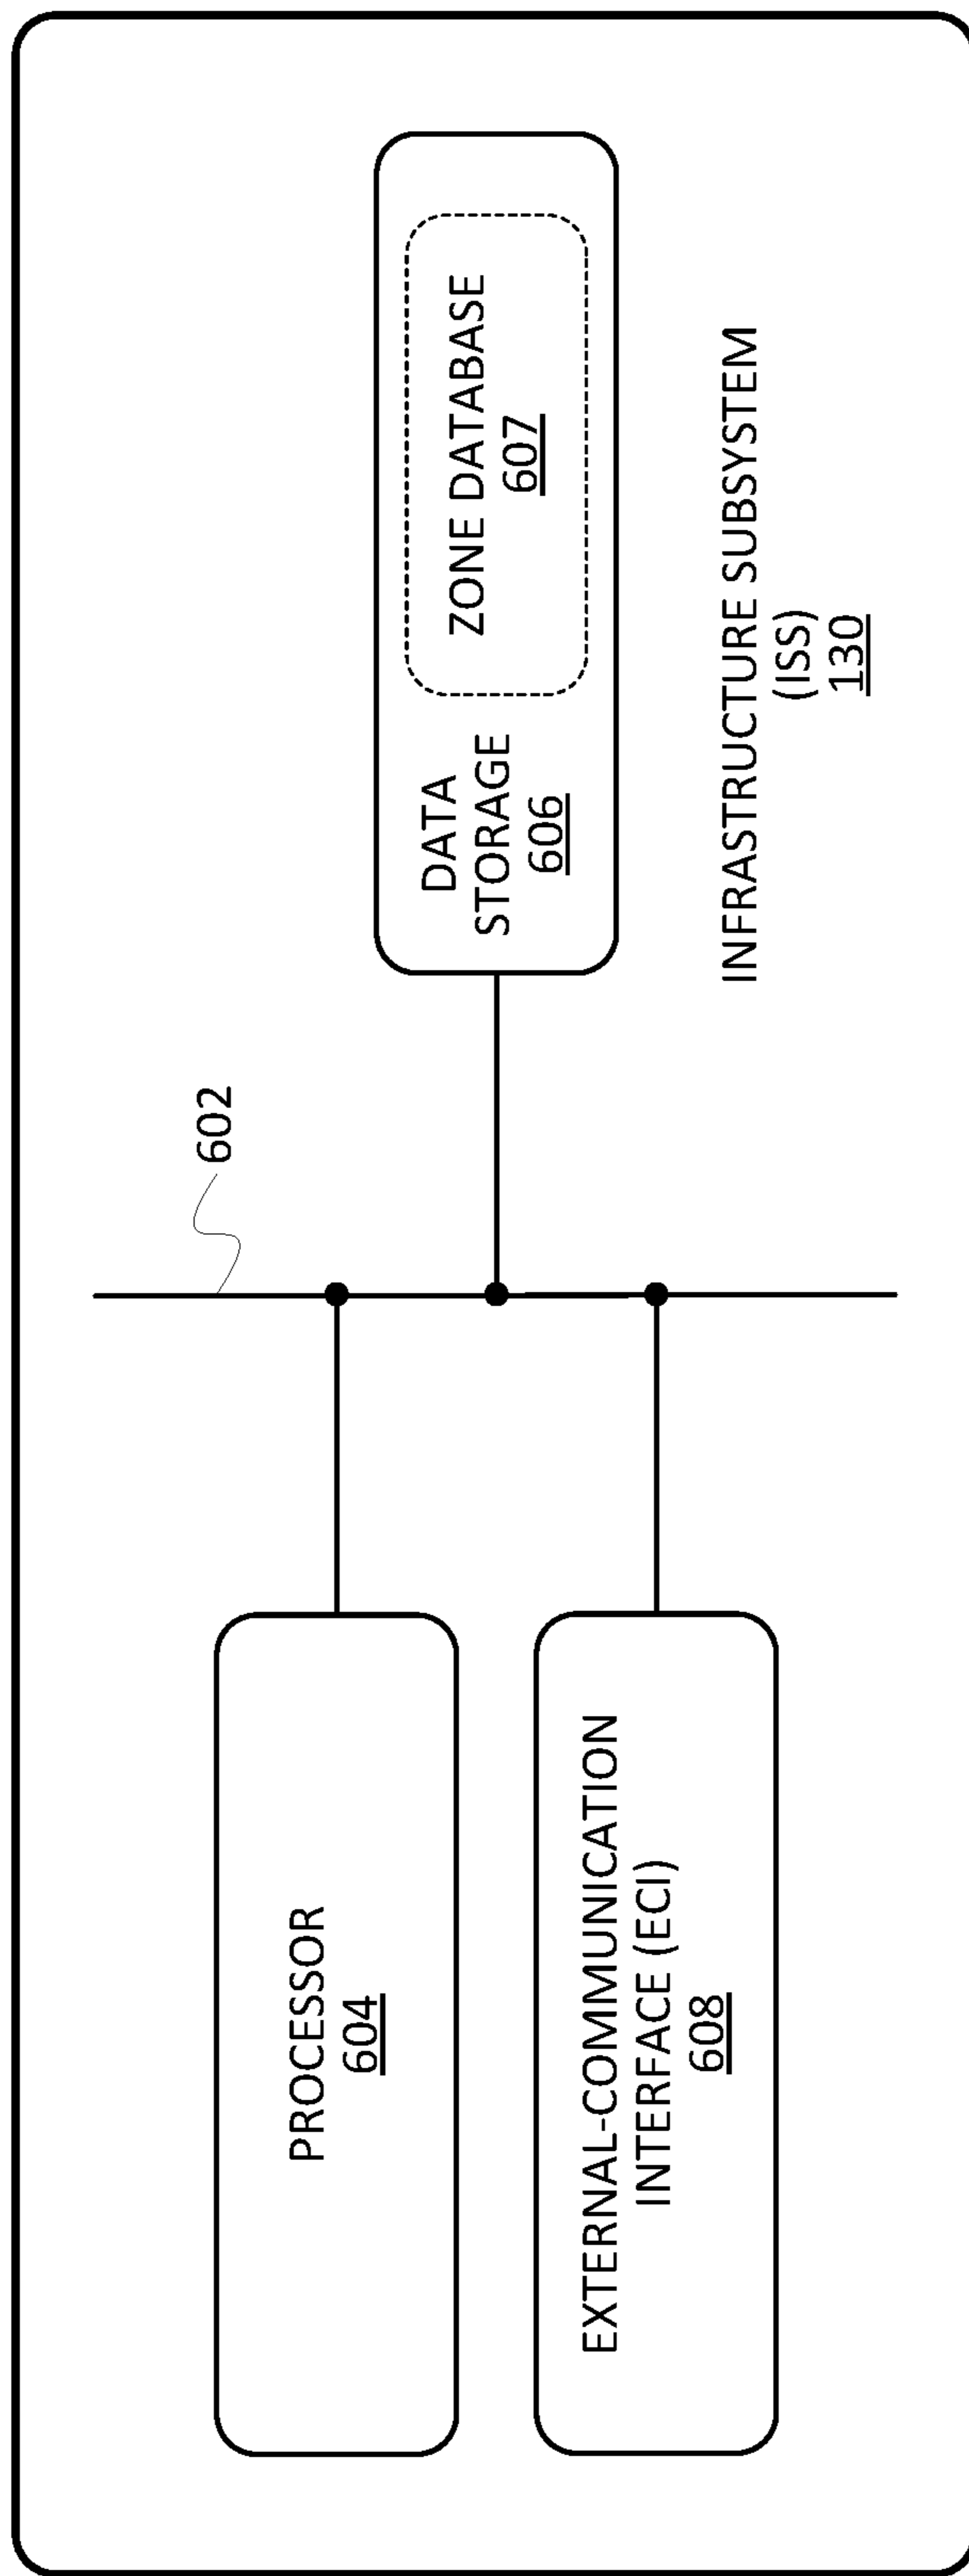 PROCESSOR
604
EXTERNAL-COMMUNICATION
INTERFACE (ECI)
608
602
DATA
STORAGE
606
ZONE DATABASE
607
INFRASTRUCTURE SUBSYSTEM
(ISS)
130